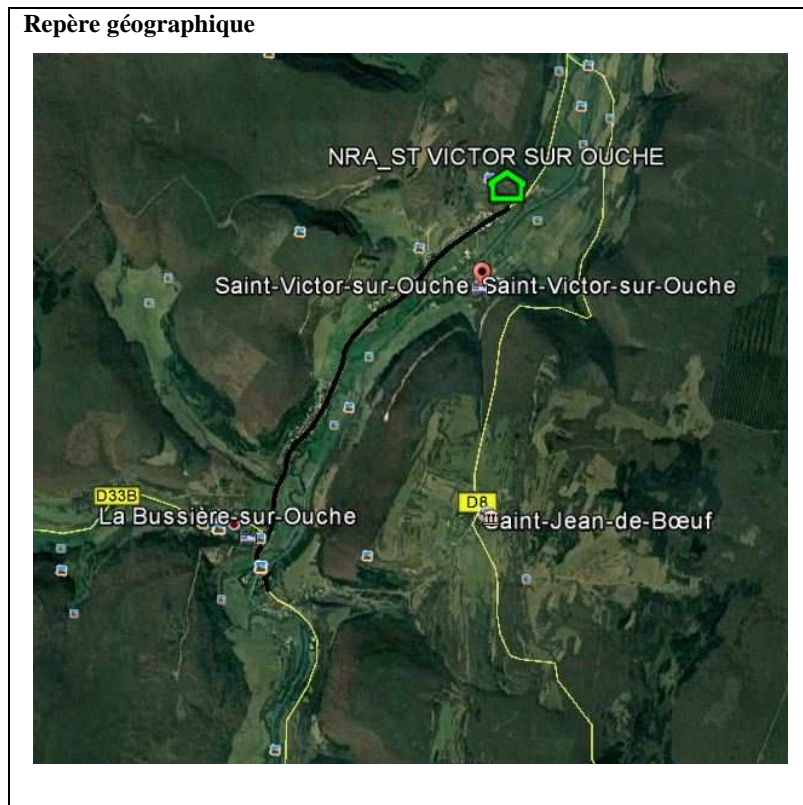 Repère géographique
NRA_ST VICTOR SUR OUCHE
Saint-Victor-sur-Ouche Saint-Victor-sur-Ouche
D33B
D8
La Bussière-sur-Ouche
Saint-Jean-de-Bœuf